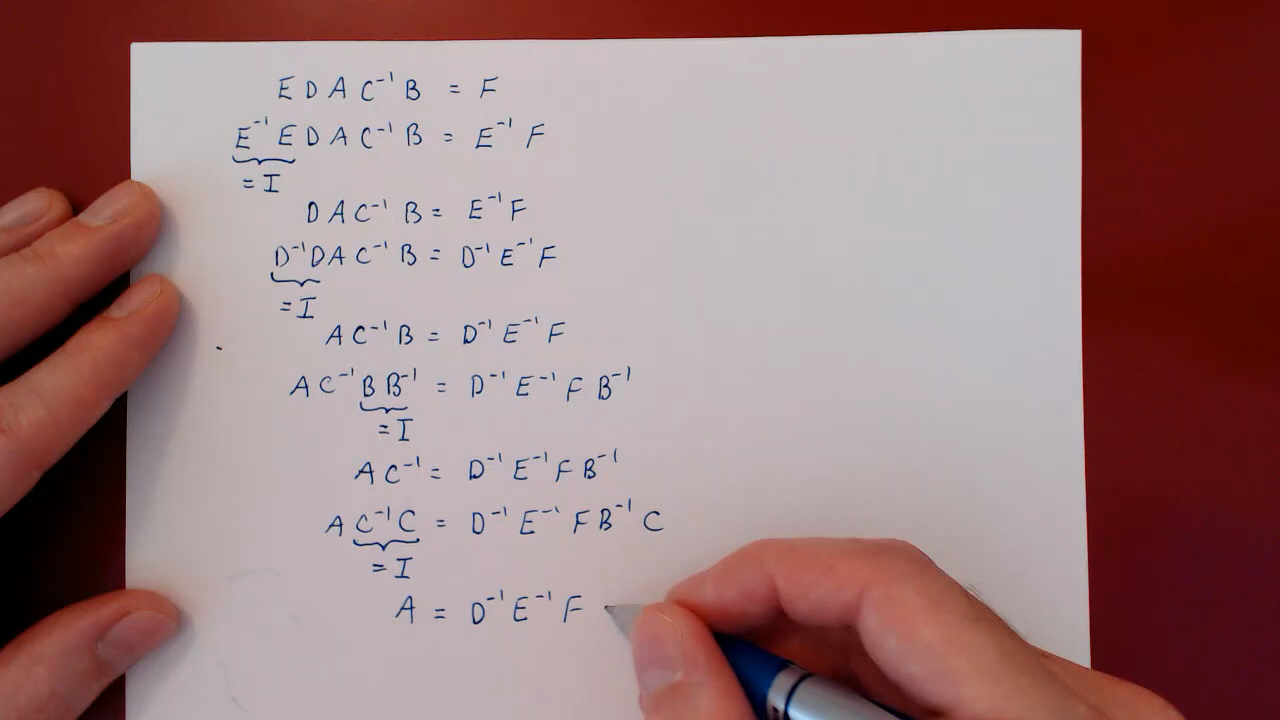 E D A C⁻¹ B = F
E⁻¹ E D A C⁻¹ B = E⁻¹ F
= I
D A C⁻¹ B = E⁻¹ F
D⁻¹ D A C⁻¹ B = D⁻¹ E⁻¹ F
= I
A C⁻¹ B = D⁻¹ E⁻¹ F
A C⁻¹ B B⁻¹ = D⁻¹ E⁻¹ F B⁻¹
= I
A C⁻¹ = D⁻¹ E⁻¹ F B⁻¹
A C⁻¹ C = D⁻¹ E⁻¹ F B⁻¹ C
= I
A = D⁻¹ E⁻¹ F